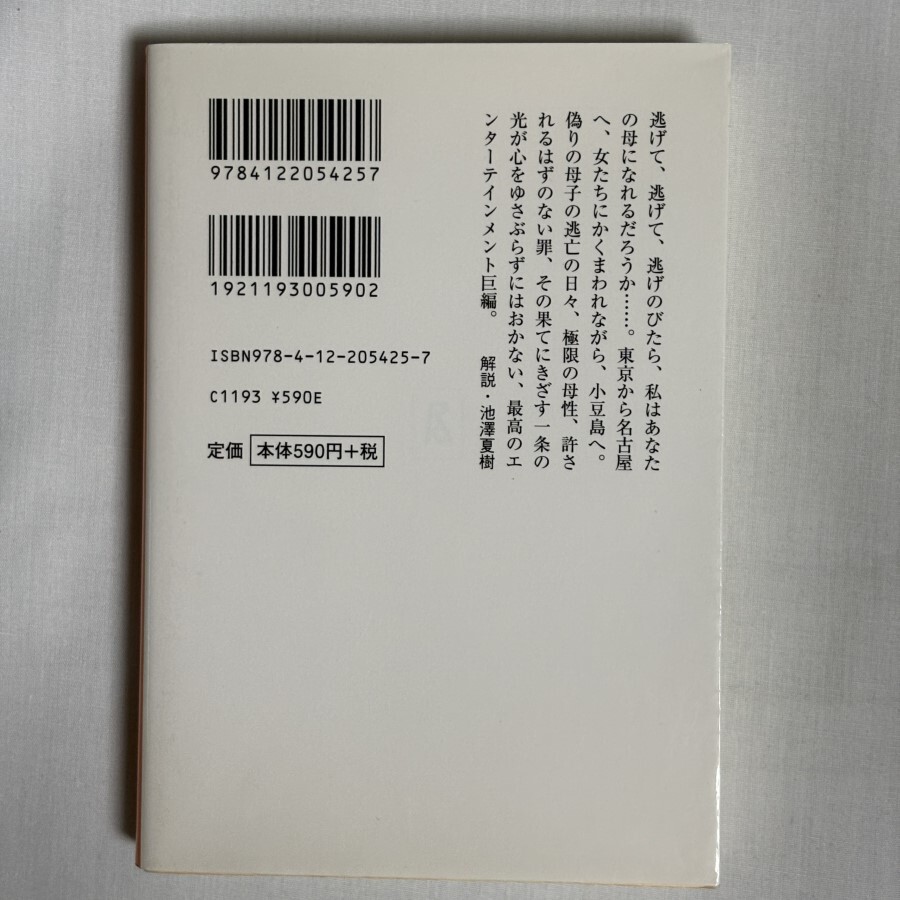 9784122054257
1921193005902
ISBN978-4-12-205425-7
C1193 ¥590E
定価 本体590円+税
逃げて、逃げて、逃げのびたら、私はあなた
の母になれるだろうか……。東京から名古屋
へ、女たちにかくまわれながら、小豆島へ。
偽りの母子の逃亡の日々、極限の母性、許さ
れるはずのない罪、その果てにきざす一条の
光が心をゆさぶらずにはおかない、最高のエ
ンターテインメント巨編。 解説・池澤夏樹